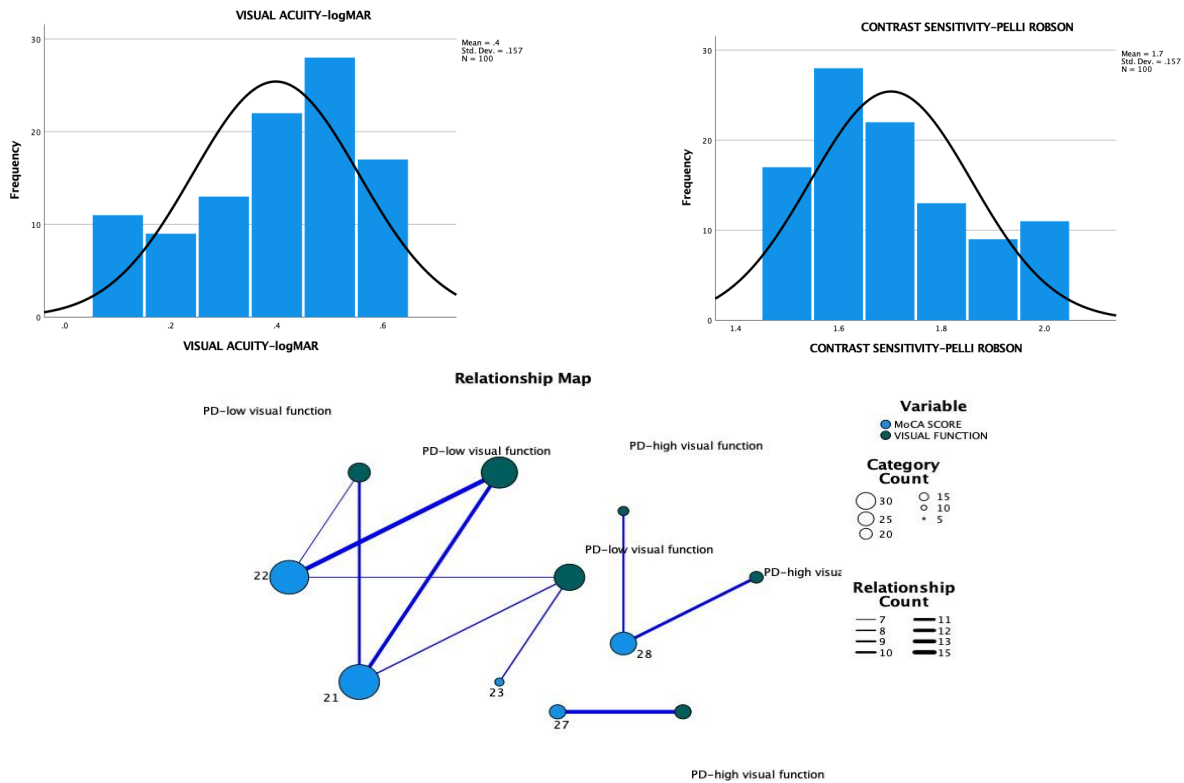 VISUAL ACUITY-logMAR
Mean = .4
Std. Dev. = .157
N = 100
30
20
10
0
Frequency
.0 .2 .4 .6
VISUAL ACUITY-logMAR
CONTRAST SENSITIVITY-PELLI ROBSON
Mean = 1.7
Std. Dev. = .157
N = 100
30
20
10
0
Frequency
1.4 1.6 1.8 2.0
CONTRAST SENSITIVITY-PELLI ROBSON
Relationship Map
PD-low visual function
PD-low visual function
PD-high visual function
PD-low visual function
PD-high visua
22
21
23
28
27
PD-high visual function
Variable
MoCA SCORE
VISUAL FUNCTION
Category
Count
30 15
25 10
20 5
Relationship
Count
7 11
8 12
9 13
10 15